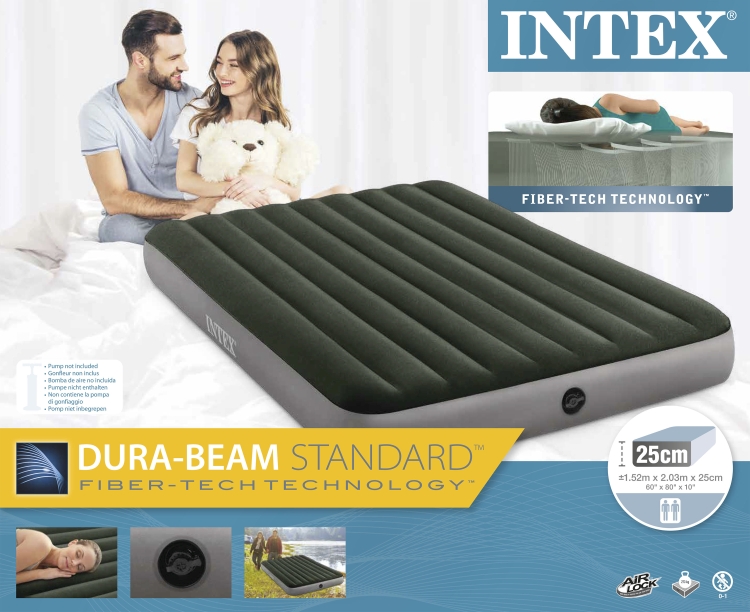 INTEX®
FIBER-TECH TECHNOLOGY™
INTEX
• Pump not included
• Gonfleur non inclus
• Bomba de aire no incluida
• Pumpe nicht enthalten
• Non contiene la pompa
di gonfiaggio
• Pomp niet inbegrepen
DURA-BEAM STANDARD™
FIBER-TECH TECHNOLOGY™
25cm
±1.52m x 2.03m x 25cm
60" x 80" x 10"
AIR LOCK
0-1